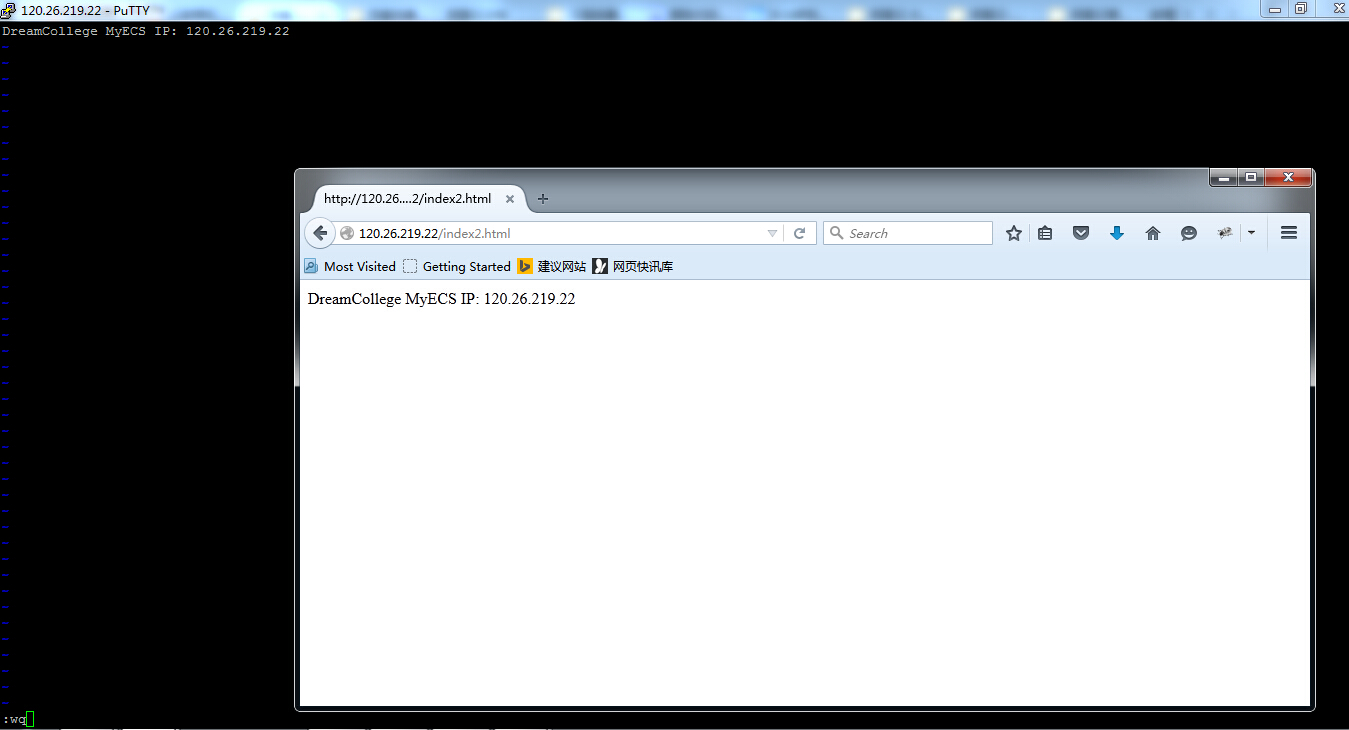 120.26.219.22 - PuTTY
DreamCollege MyECS IP: 120.26.219.22
http://120.26....2/index2.html
120.26.219.22/index2.html
Search
Most Visited Getting Started 建议网站 网页快讯库
DreamCollege MyECS IP: 120.26.219.22
:wq